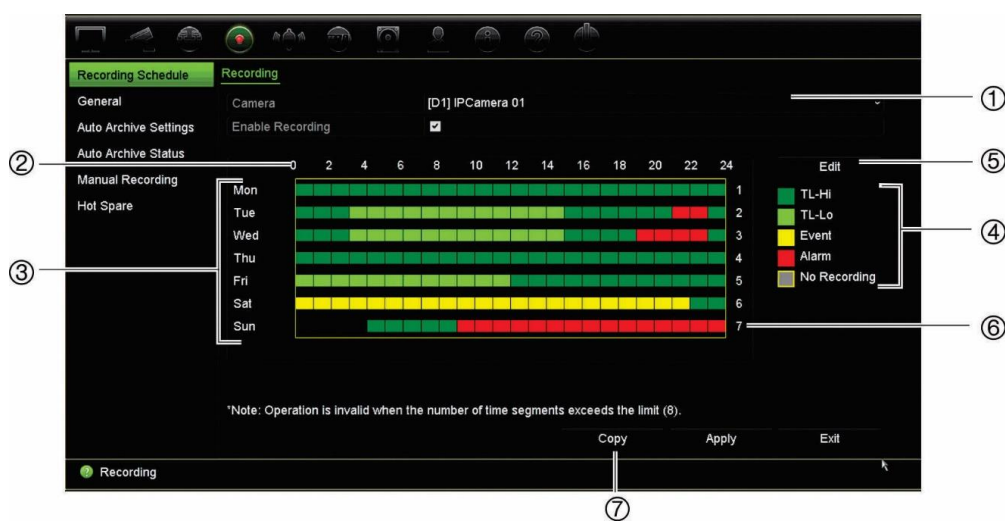 Recording Schedule
Recording
General
Camera [D1] IPCamera 01
①
Auto Archive Settings
Enable Recording
Auto Archive Status
② 0 2 4 6 8 10 12 14 16 18 20 22 24
Edit ⑤
Manual Recording
Hot Spare
③
Mon 1
Tue 2
Wed 3
Thu 4
Fri 5
Sat 6
Sun 7
TL-Hi
TL-Lo
Event
Alarm
No Recording
④
⑥
*Note: Operation is invalid when the number of time segments exceeds the limit (8).
Copy Apply Exit
? Recording
⑦